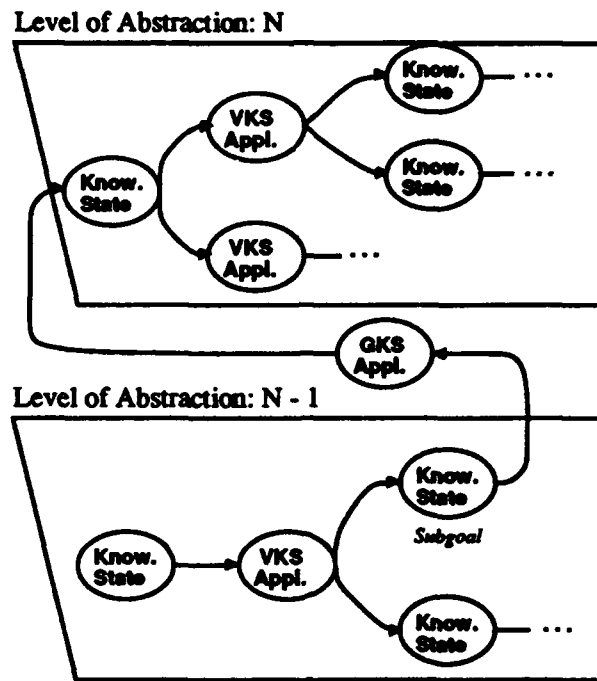 Level of Abstraction: N
Know.
State
...
VKS
Appl.
Know.
State
...
Know.
State
VKS
Appl.
...
GKS
Appl.
Level of Abstraction: N - 1
Know.
State
Subgoal
Know.
State
VKS
Appl.
Know.
State
...